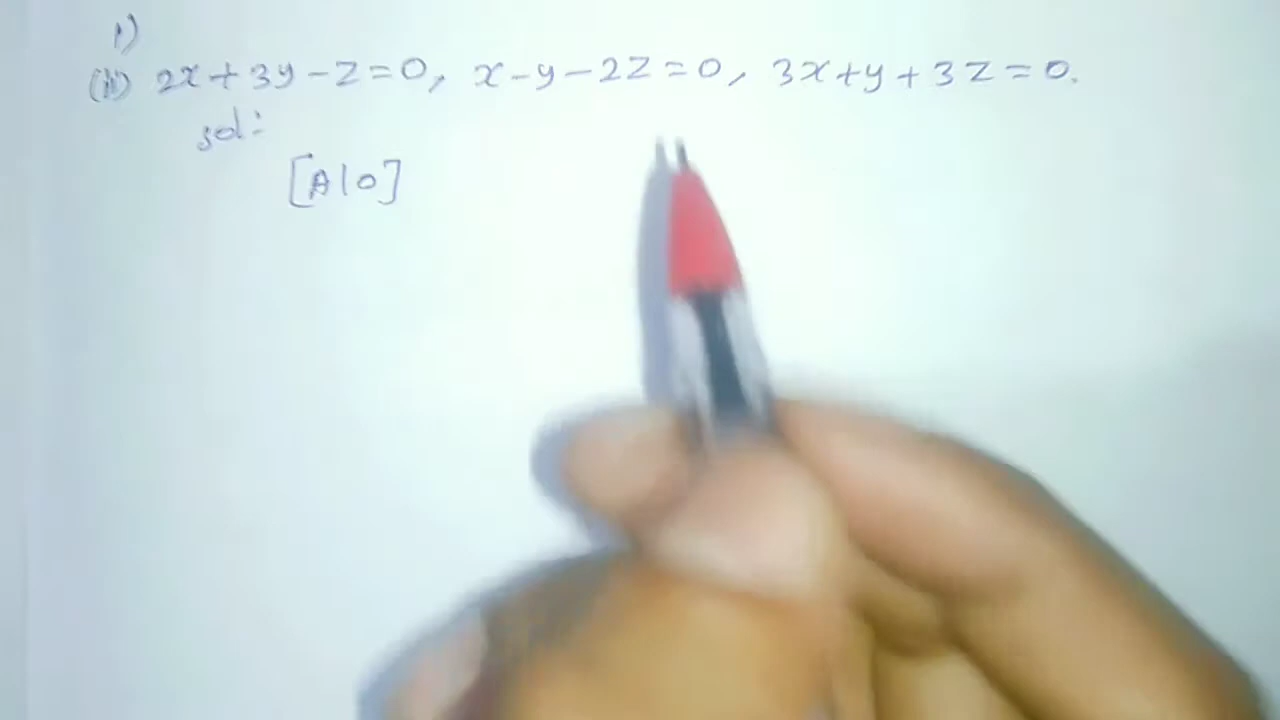 1)
(ii) 2x + 3y - z = 0, x - y - 2z = 0, 3x + y + 3z = 0.
sol:
[A|0]